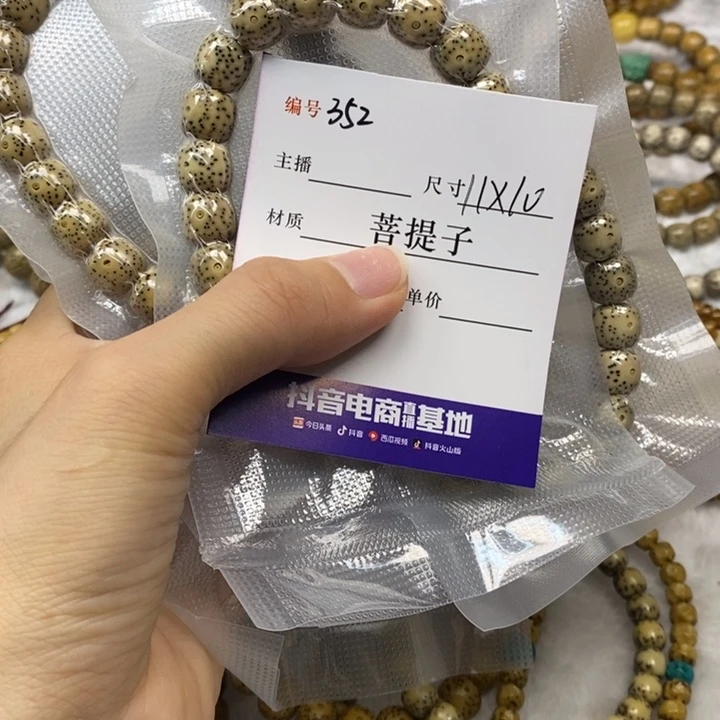 编号 352
主播 尺寸 11X10
材质 菩提子
单价
抖音电商直播基地
今日头条 抖音 西瓜视频 抖音火山版